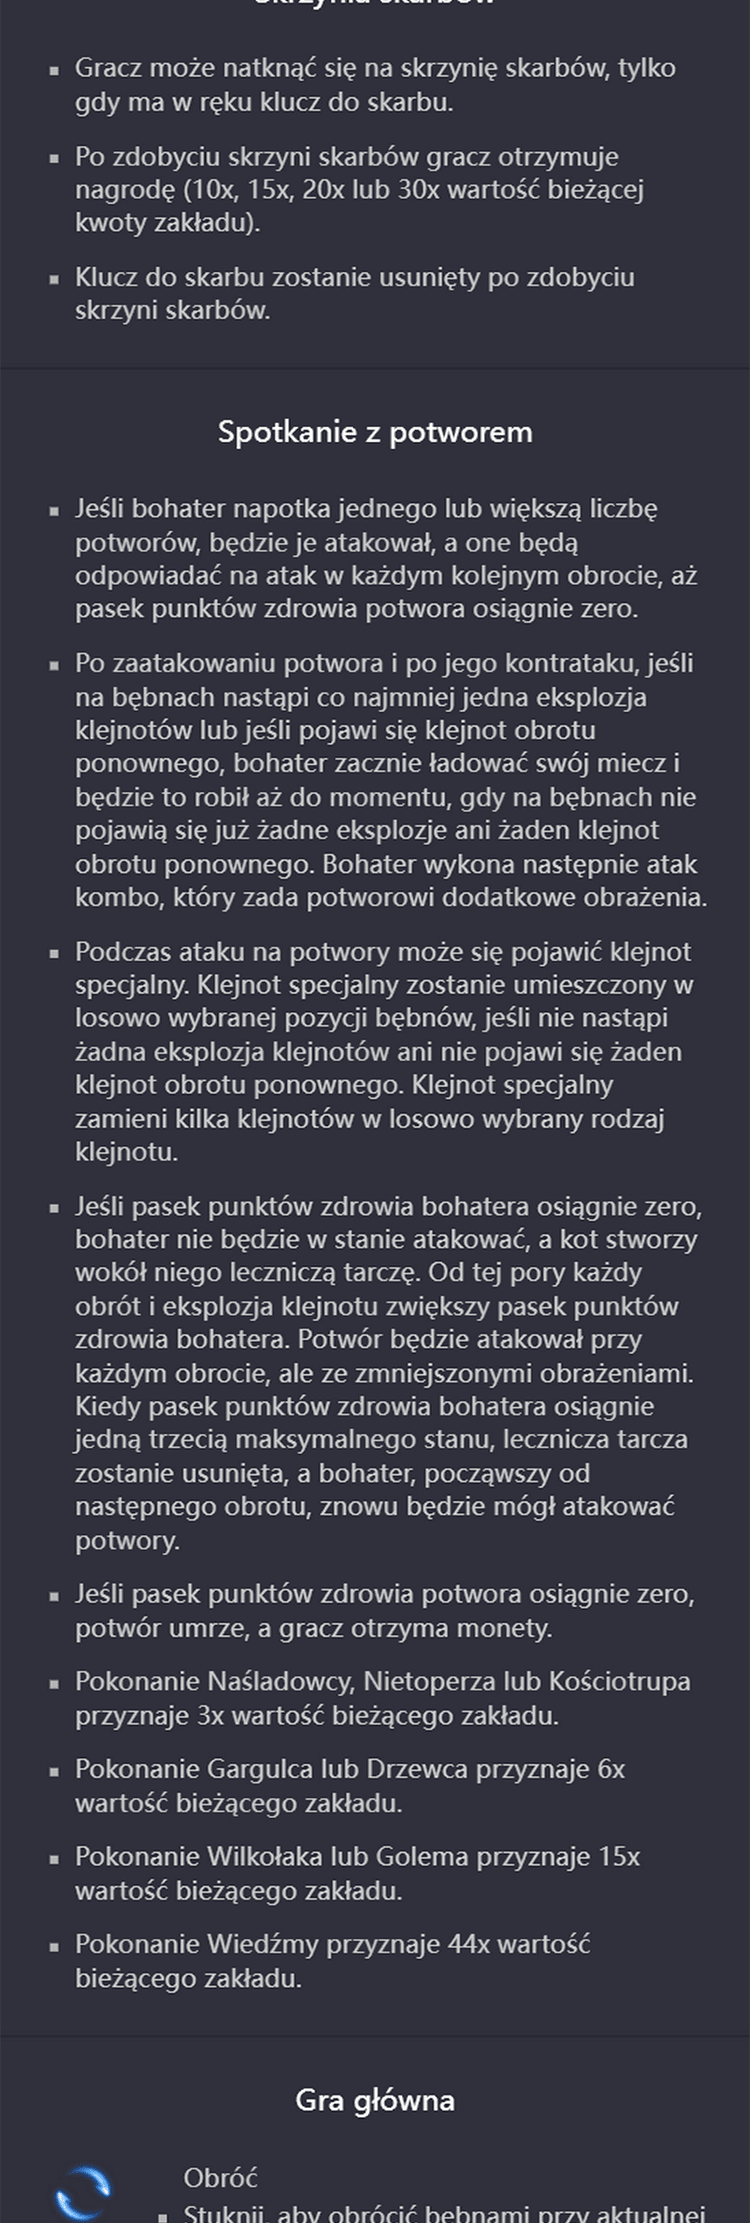 Skrzynia skarbów
▪ Gracz może natknąć się na skrzynię skarbów, tylko
gdy ma w ręku klucz do skarbu.
▪ Po zdobyciu skrzyni skarbów gracz otrzymuje
nagrodę (10x, 15x, 20x lub 30x wartość bieżącej
kwoty zakładu).
▪ Klucz do skarbu zostanie usunięty po zdobyciu
skrzyni skarbów.
Spotkanie z potworem
▪ Jeśli bohater napotka jednego lub większą liczbę
potworów, będzie je atakował, a one będą
odpowiadać na atak w każdym kolejnym obrocie, aż
pasek punktów zdrowia potwora osiągnie zero.
▪ Po zaatakowaniu potwora i po jego kontrataku, jeśli
na bębnach nastąpi co najmniej jedna eksplozja
klejnotów lub jeśli pojawi się klejnot obrotu
ponownego, bohater zacznie ładować swój miecz i
będzie to robił aż do momentu, gdy na bębnach nie
pojawią się już żadne eksplozje ani żaden klejnot
obrotu ponownego. Bohater wykona następnie atak
kombo, który zada potworowi dodatkowe obrażenia.
▪ Podczas ataku na potwory może się pojawić klejnot
specjalny. Klejnot specjalny zostanie umieszczony w
losowo wybranej pozycji bębnów, jeśli nie nastąpi
żadna eksplozja klejnotów ani nie pojawi się żaden
klejnot obrotu ponownego. Klejnot specjalny
zamieni kilka klejnotów w losowo wybrany rodzaj
klejnotu.
▪ Jeśli pasek punktów zdrowia bohatera osiągnie zero,
bohater nie będzie w stanie atakować, a kot stworzy
wokół niego leczniczą tarczę. Od tej pory każdy
obrót i eksplozja klejnotu zwiększy pasek punktów
zdrowia bohatera. Potwór będzie atakował przy
każdym obrocie, ale ze zmniejszonymi obrażeniami.
Kiedy pasek punktów zdrowia bohatera osiągnie
jedną trzecią maksymalnego stanu, lecznicza tarcza
zostanie usunięta, a bohater, począwszy od
następnego obrotu, znowu będzie mógł atakować
potwory.
▪ Jeśli pasek punktów zdrowia potwora osiągnie zero,
potwór umrze, a gracz otrzyma monety.
▪ Pokonanie Naśladowcy, Nietoperza lub Kościotrupa
przyznaje 3x wartość bieżącego zakładu.
▪ Pokonanie Gargulca lub Drzewca przyznaje 6x
wartość bieżącego zakładu.
▪ Pokonanie Wilkołaka lub Golema przyznaje 15x
wartość bieżącego zakładu.
▪ Pokonanie Wiedźmy przyznaje 44x wartość
bieżącego zakładu.
Gra główna
Obróć
▪ Stuknij, aby obrócić bębnami przy aktualnej